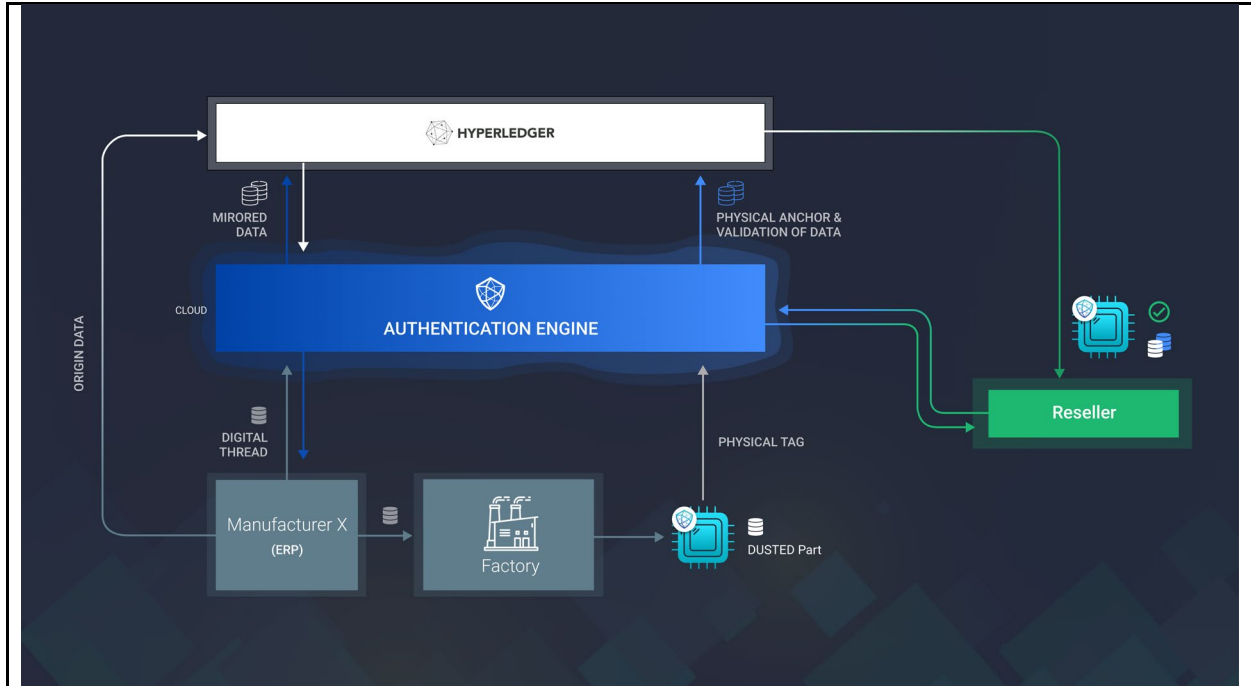 HYPERLEDGER
MIRORED
DATA
PHYSICAL ANCHOR &
VALIDATION OF DATA
CLOUD
AUTHENTICATION ENGINE
ORIGIN DATA
Reseller
DIGITAL
THREAD
PHYSICAL TAG
Manufacturer X
(ERP)
Factory
DUSTED Part